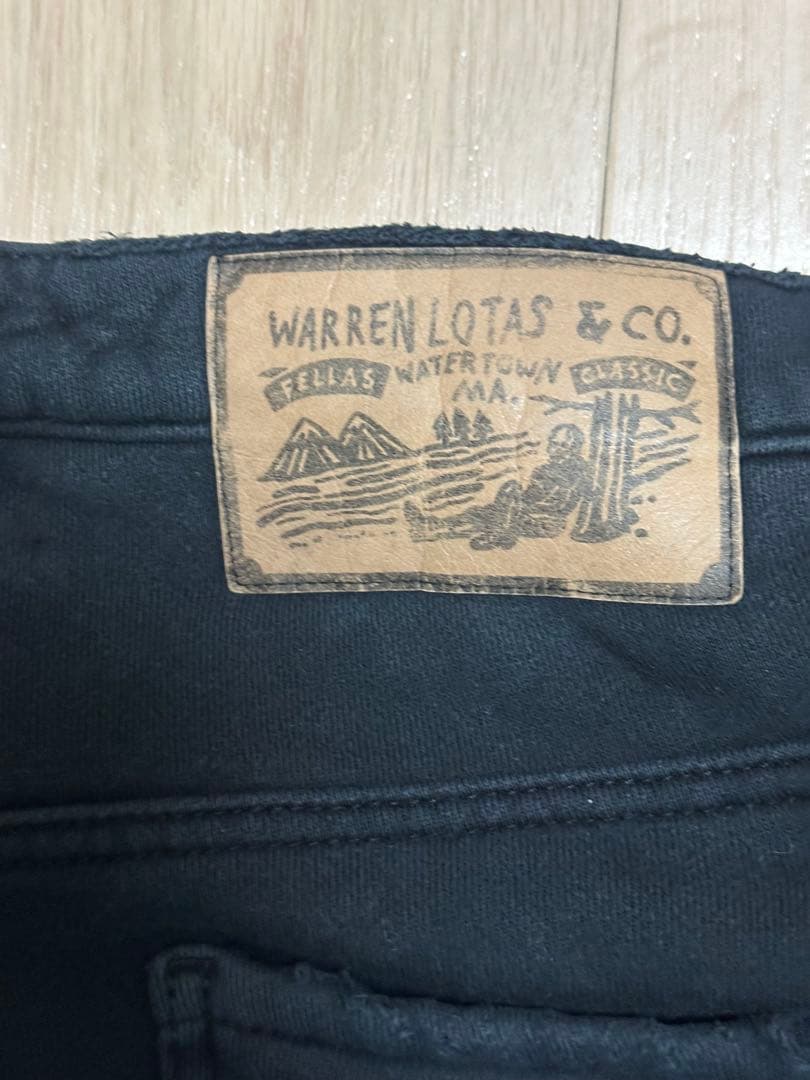 WARREN LOTAS & CO.
FELLAS WATERTOWN CLASSIC
MA.